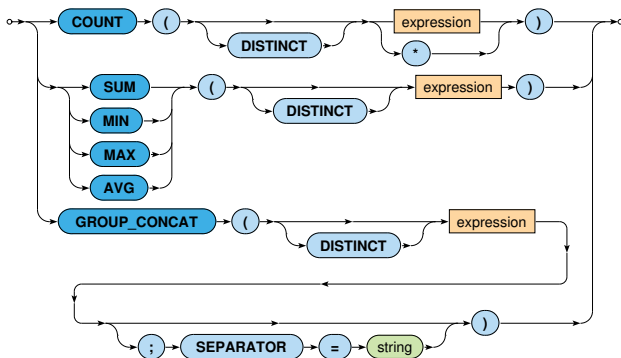 COUNT ( DISTINCT expression * )
SUM ( DISTINCT expression )
MIN
MAX
AVG
GROUP_CONCAT ( DISTINCT expression
; SEPARATOR = string )